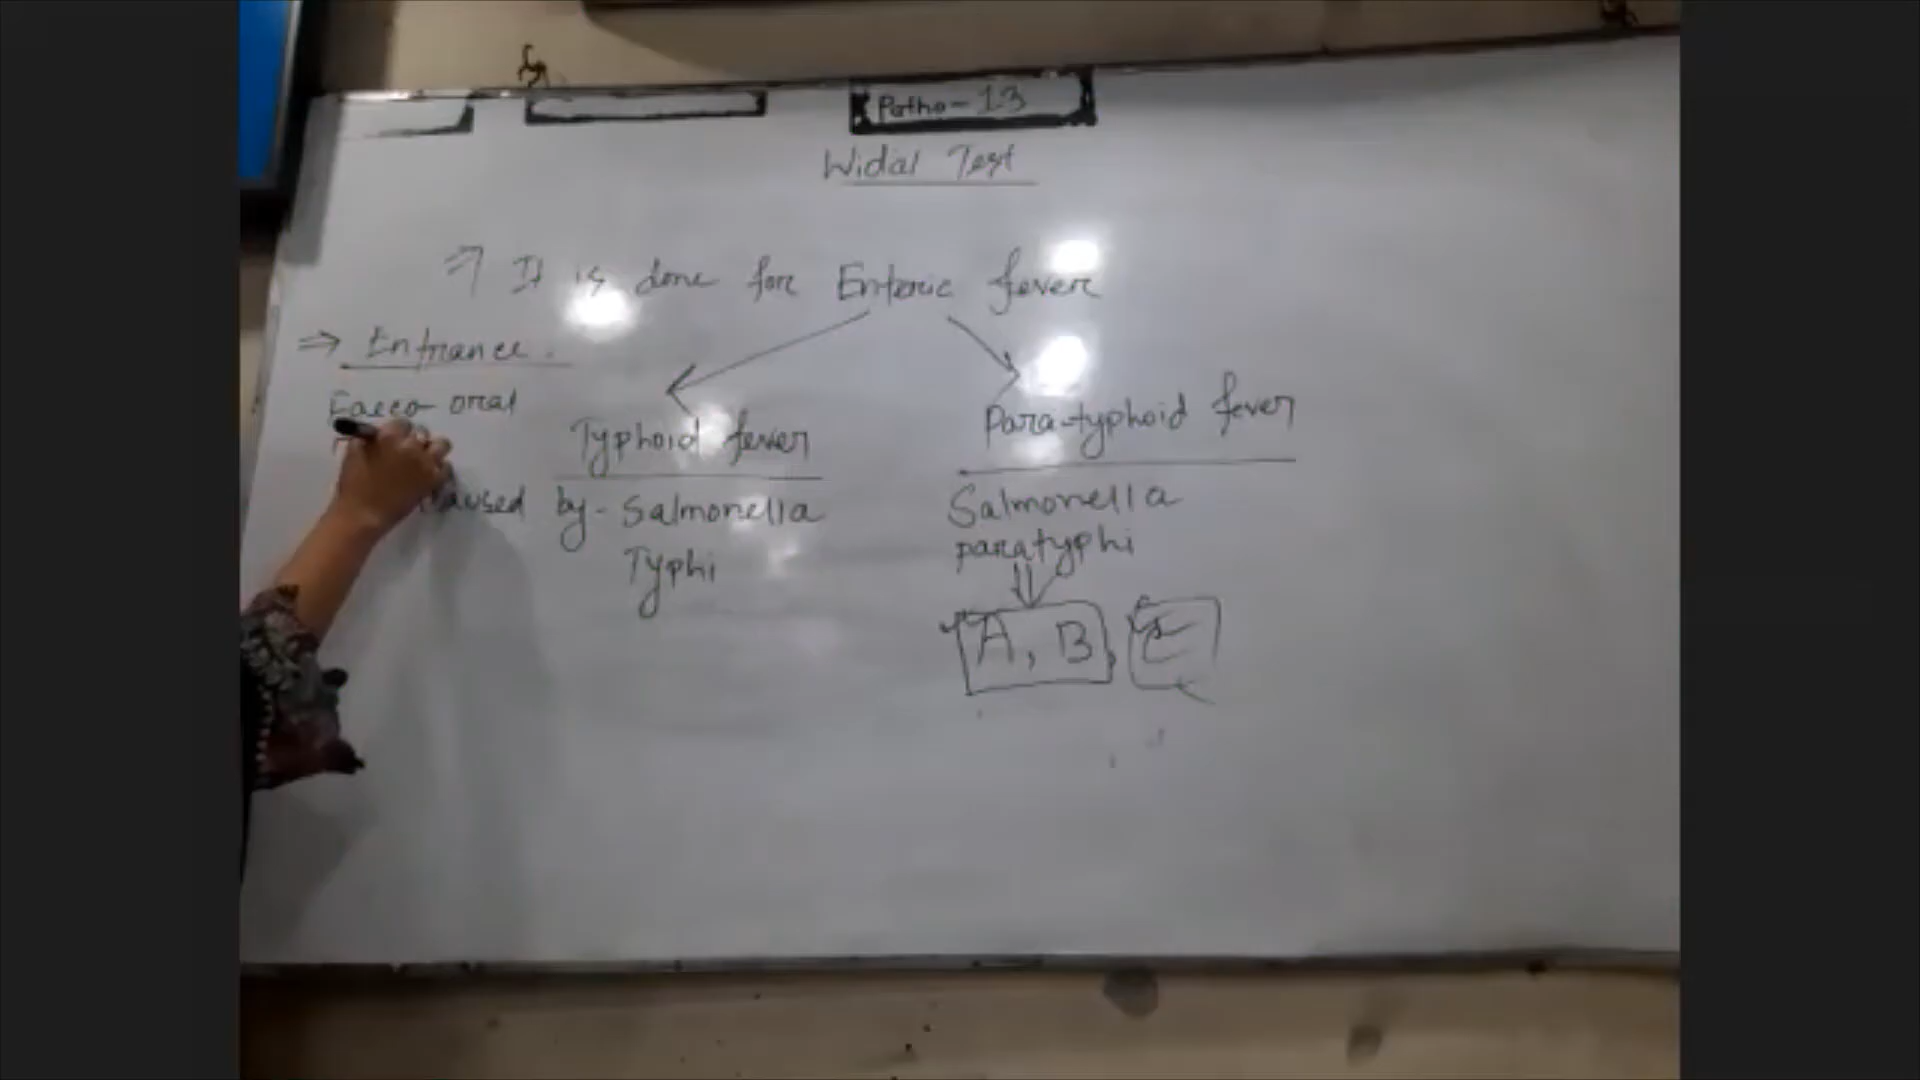 Patho-13
Widal Test
⇒ It is done for Enteric fever
⇒ Entrance.
Faeco-oral
Typhoid fever
Para-typhoid fever
caused by- Salmonella
Typhi
Salmonella
paratyphi
A, B, C